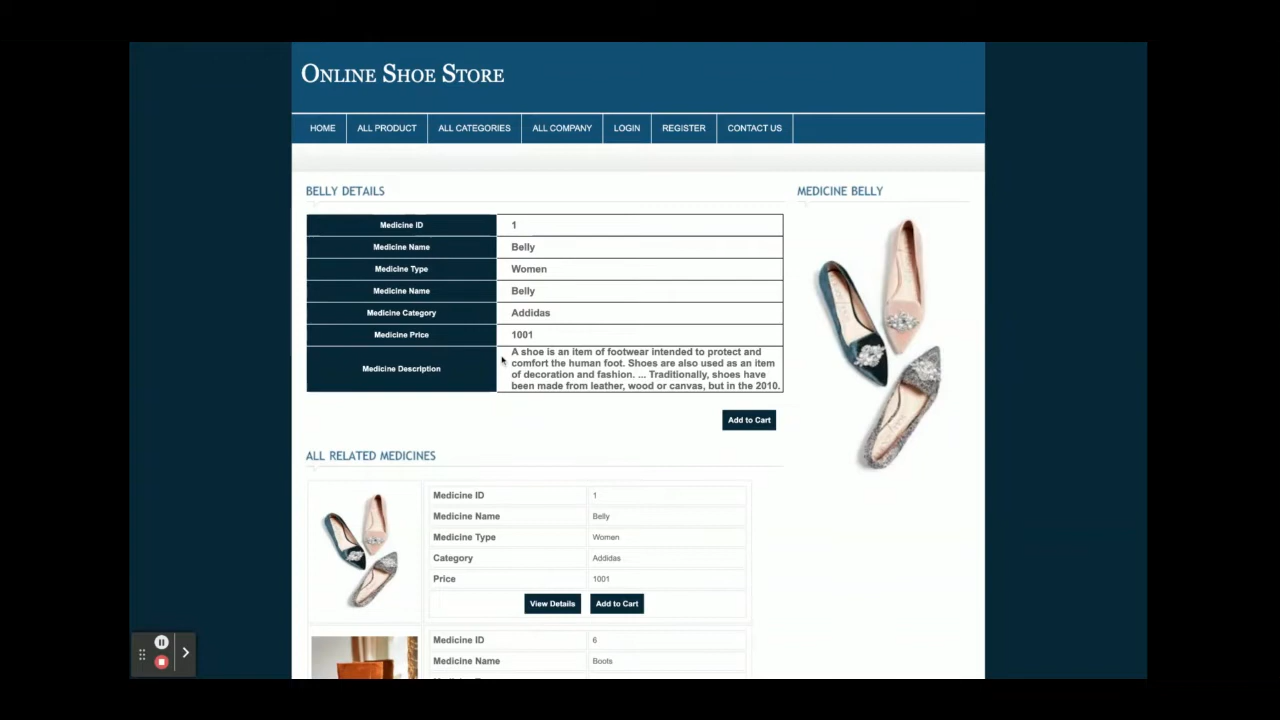 Online Shoe Store
HOME
ALL PRODUCT
ALL CATEGORIES
ALL COMPANY
LOGIN
REGISTER
CONTACT US
BELLY DETAILS
Medicine ID 1
Medicine Name Belly
Medicine Type Women
Medicine Name Belly
Medicine Category Addidas
Medicine Price 1001
Medicine Description
A shoe is an item of footwear intended to protect and
comfort the human foot. Shoes are also used as an item
of decoration and fashion. ... Traditionally, shoes have
been made from leather, wood or canvas, but in the 2010.
Add to Cart
MEDICINE BELLY
ALL RELATED MEDICINES
Medicine ID 1
Medicine Name Belly
Medicine Type Women
Category Addidas
Price 1001
View Details Add to Cart
Medicine ID 6
Medicine Name Boots